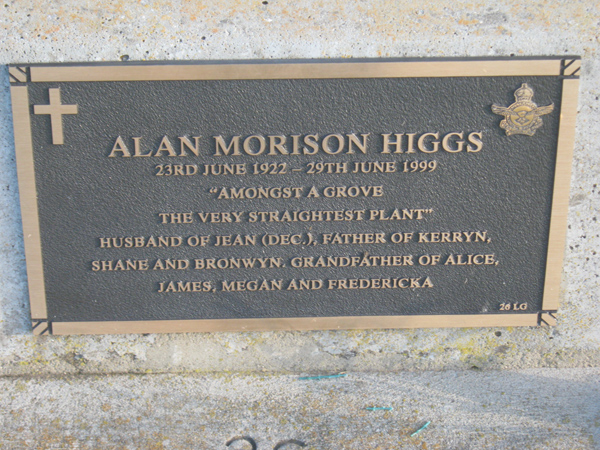 ALAN MORISON HIGGS
23RD JUNE 1922 – 29TH JUNE 1999
"AMONGST A GROVE
THE VERY STRAIGHTEST PLANT"
HUSBAND OF JEAN (DEC.), FATHER OF KERRYN,
SHANE AND BRONWYN. GRANDFATHER OF ALICE,
JAMES, MEGAN AND FREDERICKA
26 LG